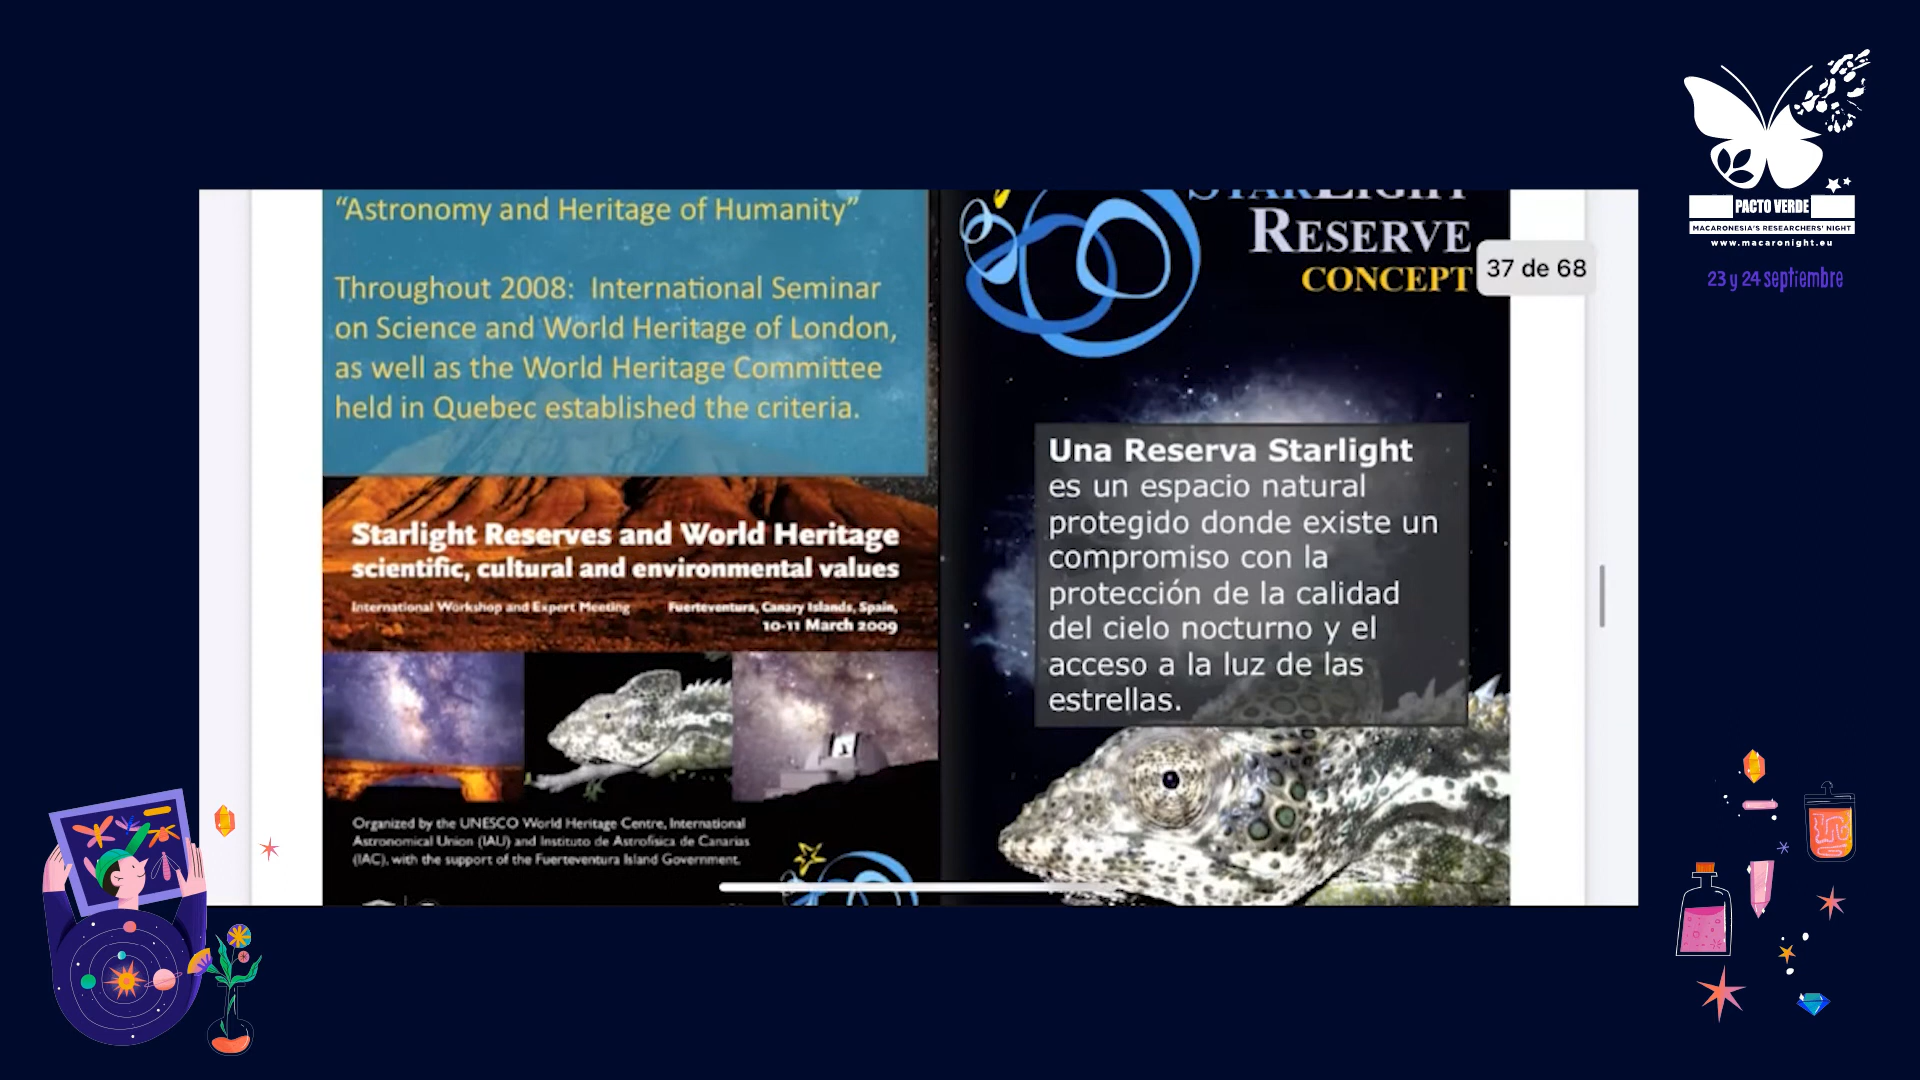 “Astronomy and Heritage of Humanity”
Throughout 2008: International Seminar
on Science and World Heritage of London,
as well as the World Heritage Committee
held in Quebec established the criteria.
Starlight Reserves and World Heritage
scientific, cultural and environmental values
International Workshop and Expert Meeting
Fuerteventura, Canary Islands, Spain,
10-11 March 2009
Organized by the UNESCO World Heritage Centre, International
Astronomical Union (IAU) and Instituto de Astrofísica de Canarias
(IAC), with the support of the Fuerteventura Island Government.
STARLIGHT
RESERVE
CONCEPT
37 de 68
Una Reserva Starlight
es un espacio natural
protegido donde existe un
compromiso con la
protección de la calidad
del cielo nocturno y el
acceso a la luz de las
estrellas.
PACTO VERDE
MACARONESIA'S RESEARCHERS' NIGHT
www.macaronight.eu
23 y 24 septiembre